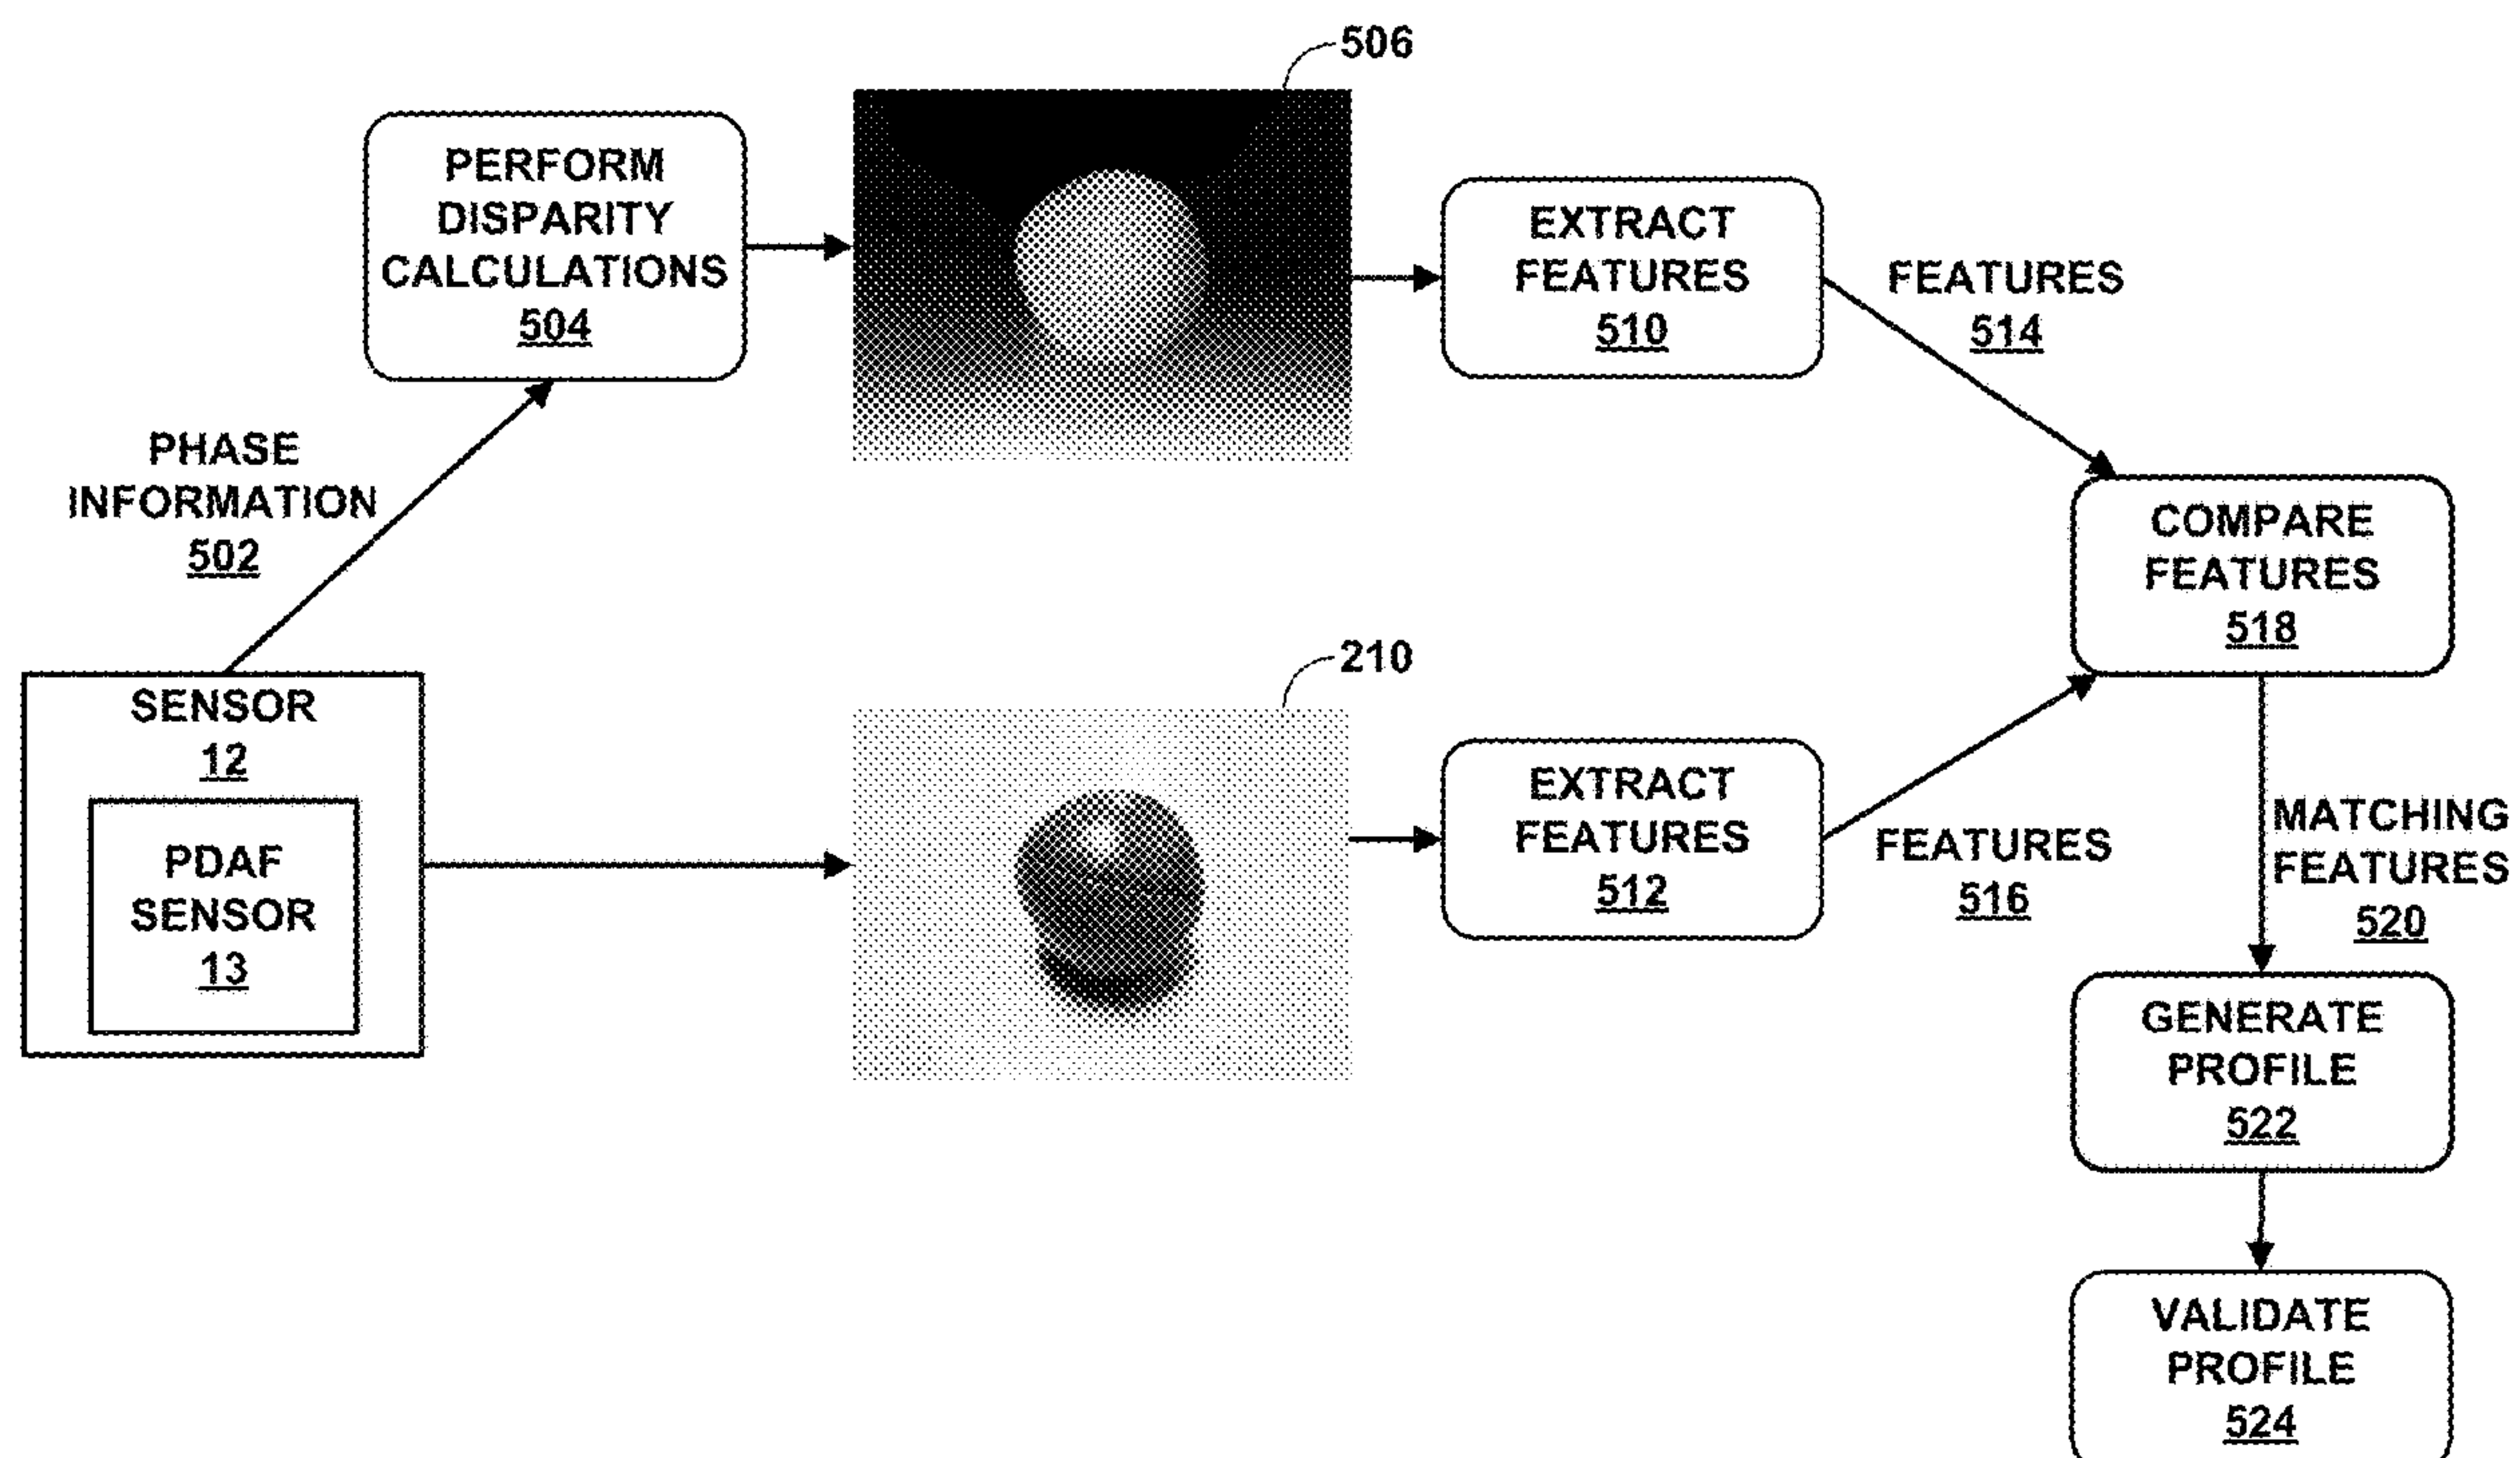 506
PERFORM
DISPARITY
CALCULATIONS
504
EXTRACT
FEATURES
510
FEATURES
514
PHASE
INFORMATION
502
COMPARE
FEATURES
518
210
SENSOR
12
PDAF
SENSOR
13
EXTRACT
FEATURES
512
FEATURES
516
MATCHING
FEATURES
520
GENERATE
PROFILE
522
VALIDATE
PROFILE
524